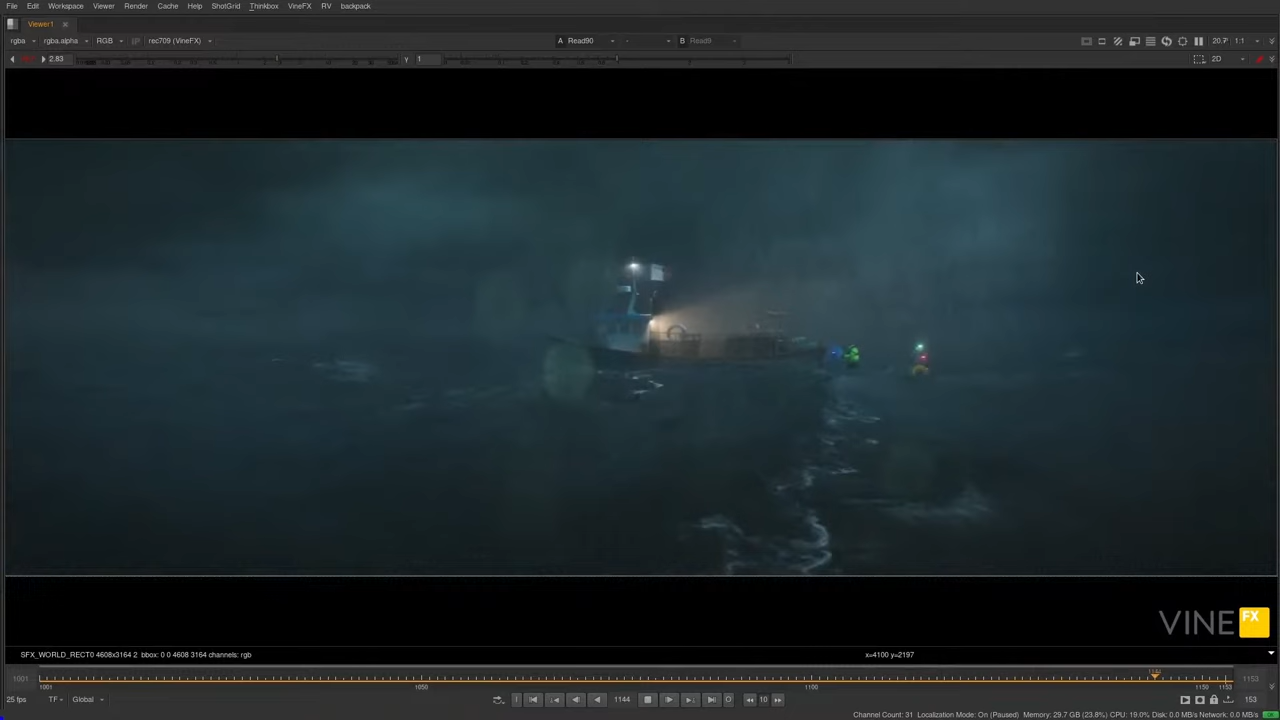 File Edit Workspace Viewer Render Cache Help ShotGrid Thinkbox VineFX RV backpack
Viewer1
rgba rgba.alpha RGB IP rec709 (VineFX) A Read90 - B Read9 20.7 1:1
2.83 Y 1 2D
VINE FX
SFX_WORLD_RECT0 4608x3164 2 bbox: 0 0 4608 3164 channels: rgb x=4100 y=2197
1001 1001 1050 1100 1150 1153 1153
25 fps TF Global 1144 10 153
Channel Count: 31 Localization Mode: On (Paused) Memory: 29.7 GB (23.8%) CPU: 19.0% Disk: 0.0 MB/s Network: 0.0 MB/s